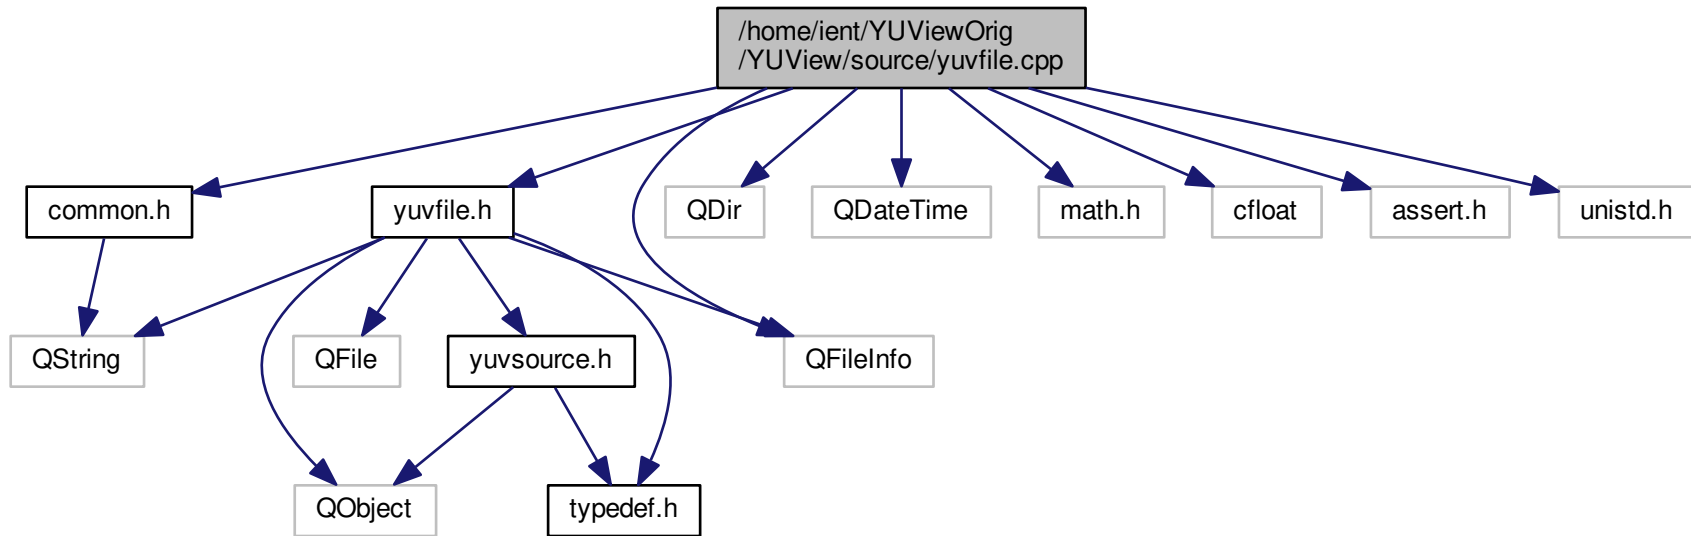 /home/ient/YUViewOrig
/YUView/source/yuvfile.cpp
common.h
yuvfile.h
QDir
QDateTime
math.h
cfloat
assert.h
unistd.h
QString
QFile
yuvsource.h
QFileInfo
QObject
typedef.h